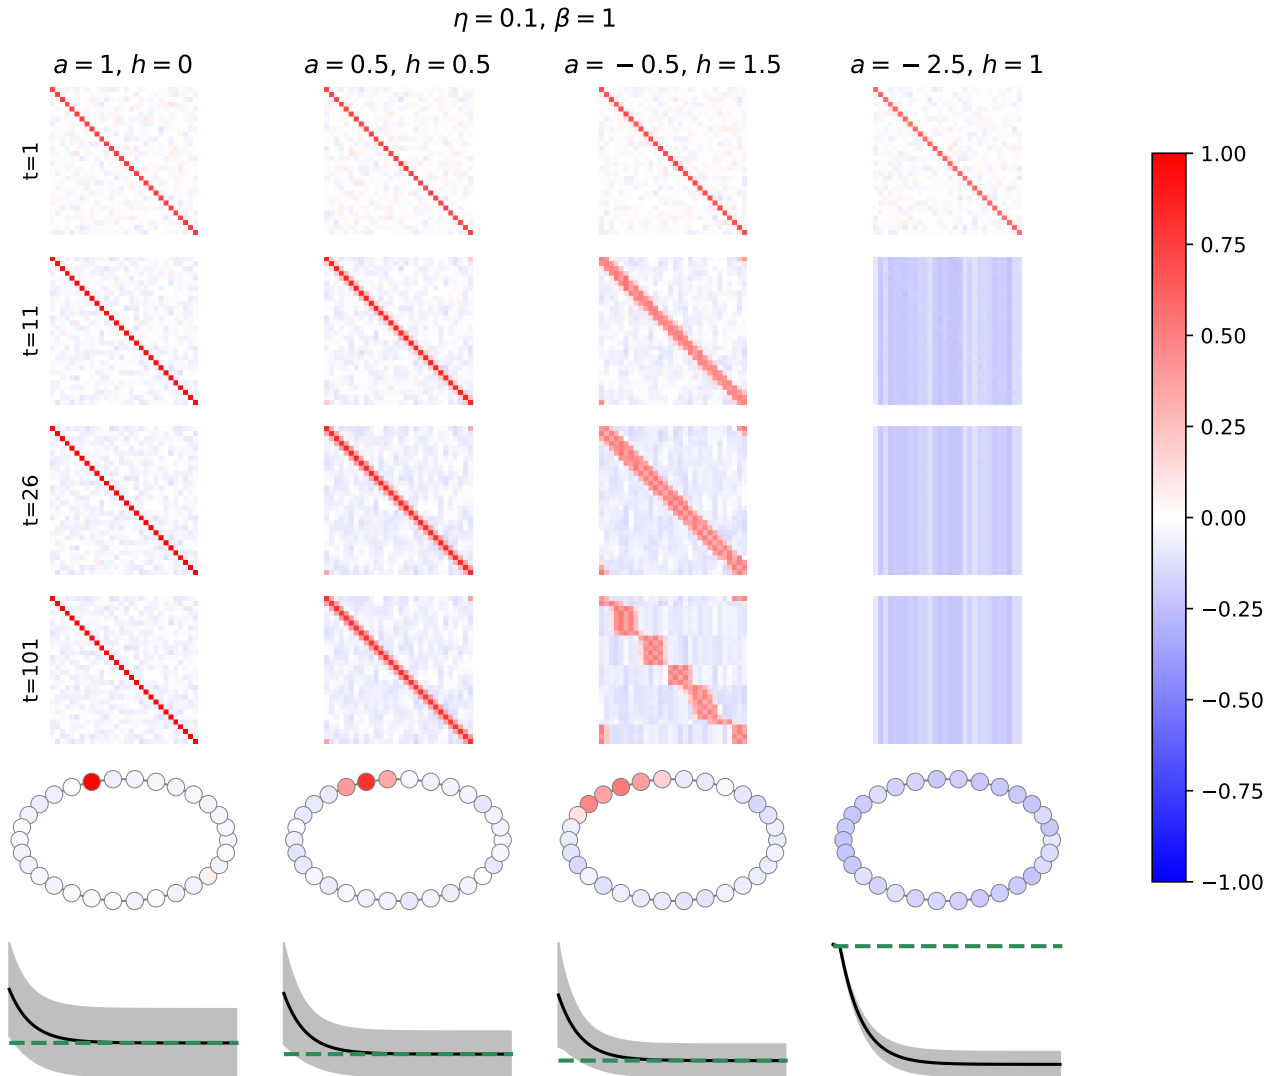 η = 0.1, β = 1
a = 1, h = 0
a = 0.5, h = 0.5
a = −0.5, h = 1.5
a = −2.5, h = 1
t=1
t=11
t=26
t=101
1.00
0.75
0.50
0.25
0.00
−0.25
−0.50
−0.75
−1.00